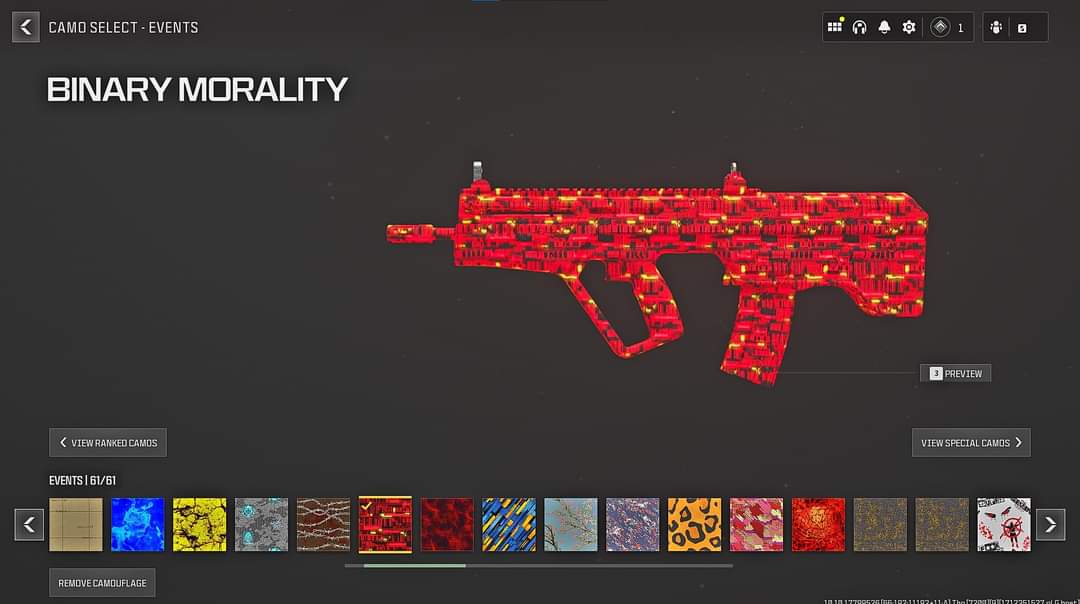 CAMO SELECT - EVENTS
1
0
BINARY MORALITY
3 PREVIEW
VIEW RANKED CAMOS
VIEW SPECIAL CAMOS
EVENTS | 61/61
REMOVE CAMOUFLAGE